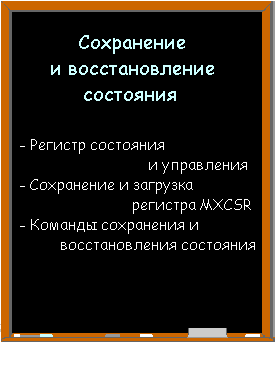 Сохранение
и восстановление
состояния
- Регистр состояния
и управления
- Сохранение и загрузка
регистра MXCSR
- Команды сохранения и
восстановления состояния